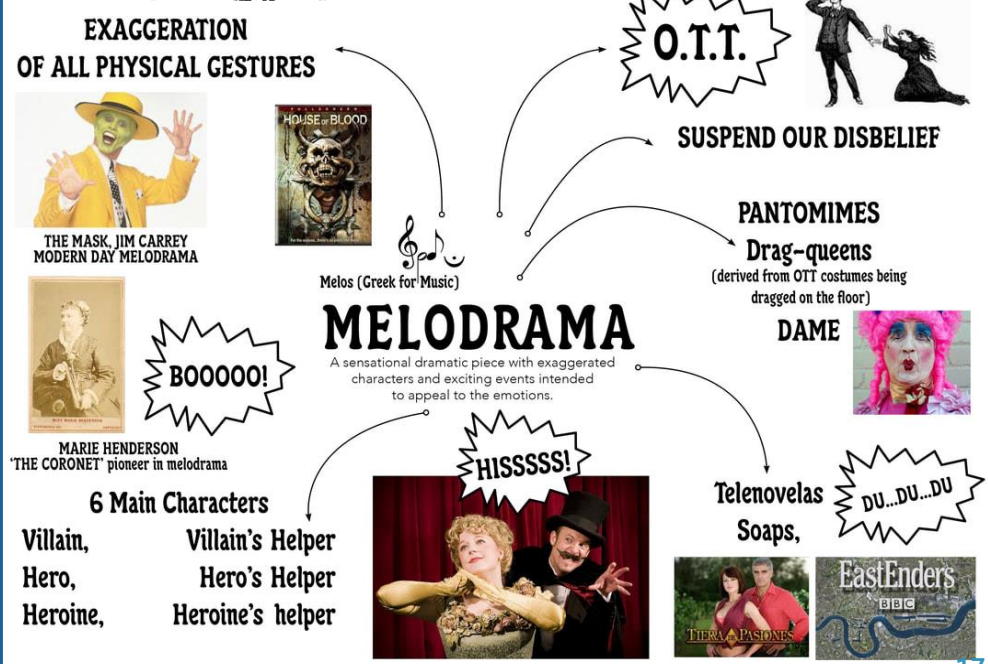 EXAGGERATION
OF ALL PHYSICAL GESTURES
O.T.T.
SUSPEND OUR DISBELIEF
FULLSCREEN
HOUSE OF BLOOD
THE MASK, JIM CARREY
MODERN DAY MELODRAMA
PANTOMIMES
Drag-queens
(derived from OTT costumes being
dragged on the floor)
DAME
Melos (Greek for Music)
MELODRAMA
A sensational dramatic piece with exaggerated
characters and exciting events intended
to appeal to the emotions.
BOOOOO!
MARIE HENDERSON
'THE CORONET' pioneer in melodrama
HISSSSS!
6 Main Characters
Villain, Villain's Helper
Hero, Hero's Helper
Heroine, Heroine's helper
Telenovelas
Soaps,
DU...DU...DU
TIERA DE PASIONES
EastEnders
BBC
17